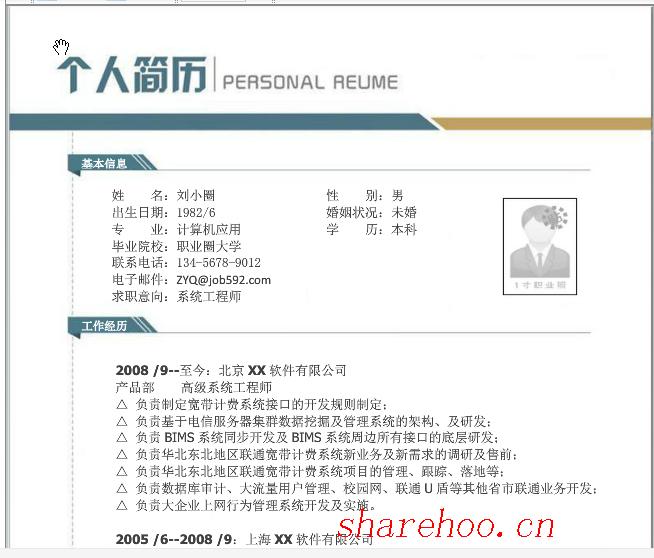 个人简历 PERSONAL REUME
基本信息
姓 名：刘小圈 性 别：男
出生日期：1982/6 婚姻状况：未婚
专 业：计算机应用 学 历：本科
毕业院校：职业圈大学
联系电话：134-5678-9012
电子邮件：ZYQ@job592.com
求职意向：系统工程师
1寸职业照
工作经历
2008 /9--至今：北京 XX 软件有限公司
产品部 高级系统工程师
△ 负责制定宽带计费系统接口的开发规则制定；
△ 负责基于电信服务器集群数据挖掘及管理系统的架构、及研发；
△ 负责 BIMS 系统同步开发及 BIMS 系统周边所有接口的底层研发；
△ 负责华北东北地区联通宽带计费系统新业务及新需求的调研及售前；
△ 负责华北东北地区联通宽带计费系统项目的管理、跟踪、落地等；
△ 负责数据库审计、大流量用户管理、校园网、联通 U 盾等其他省市联通业务开发；
△ 负责大企业上网行为管理系统开发及实施。
sharehoo.cn
2005 /6--2008 /9：上海 XX 软件有限公司